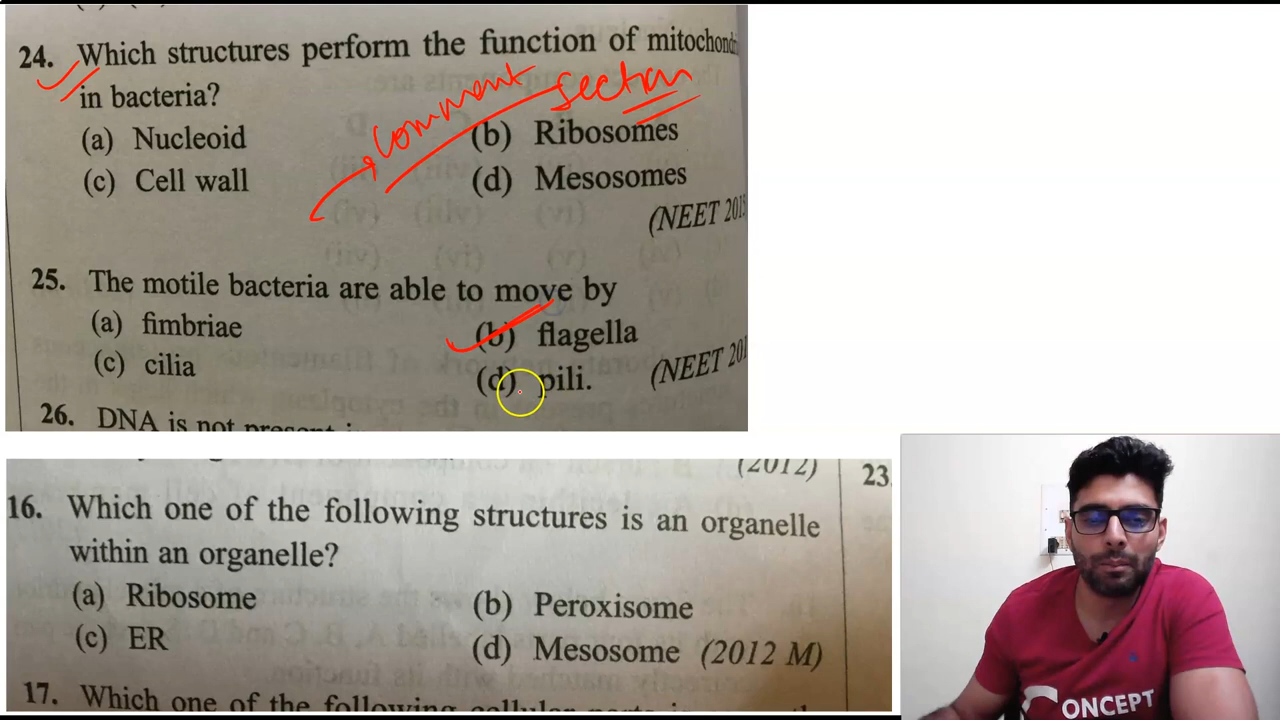 24. Which structures perform the function of mitochond
in bacteria?
comment section
(a) Nucleoid (b) Ribosomes
(c) Cell wall (d) Mesosomes
(NEET 201
25. The motile bacteria are able to move by
(a) fimbriae (b) flagella
(c) cilia (d) pili.
(NEET 201
26. DNA is not present
(2012) 23.
16. Which one of the following structures is an organelle
within an organelle?
(a) Ribosome (b) Peroxisome
(c) ER (d) Mesosome (2012 M)
17. Which one of the following cellular parts is
CONCEPT